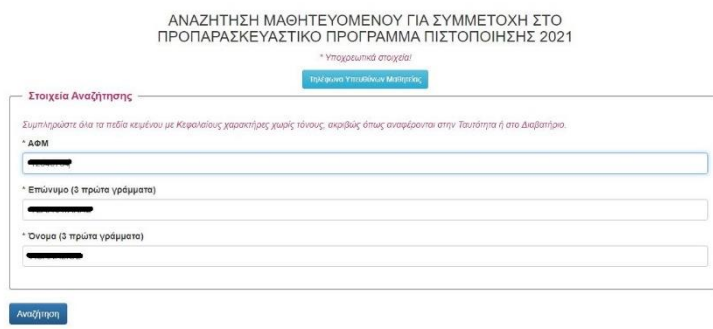 ΑΝΑΖΗΤΗΣΗ ΜΑΘΗΤΕΥΟΜΕΝΟΥ ΓΙΑ ΣΥΜΜΕΤΟΧΗ ΣΤΟ
ΠΡΟΠΑΡΑΣΚΕΥΑΣΤΙΚΟ ΠΡΟΓΡΑΜΜΑ ΠΙΣΤΟΠΟΙΗΣΗΣ 2021
* Υποχρεωτικά στοιχεία!
Τηλέφωνα Υπευθύνων Μαθητείας
Στοιχεία Αναζήτησης
Συμπληρώστε όλα τα πεδία κειμένου με Κεφαλαίους χαρακτήρες χωρίς τόνους, ακριβώς όπως αναφέρονται στην Ταυτότητα ή στο Διαβατήριο.
* ΑΦΜ
* Επώνυμο (3 πρώτα γράμματα)
* Όνομα (3 πρώτα γράμματα)
Αναζήτηση